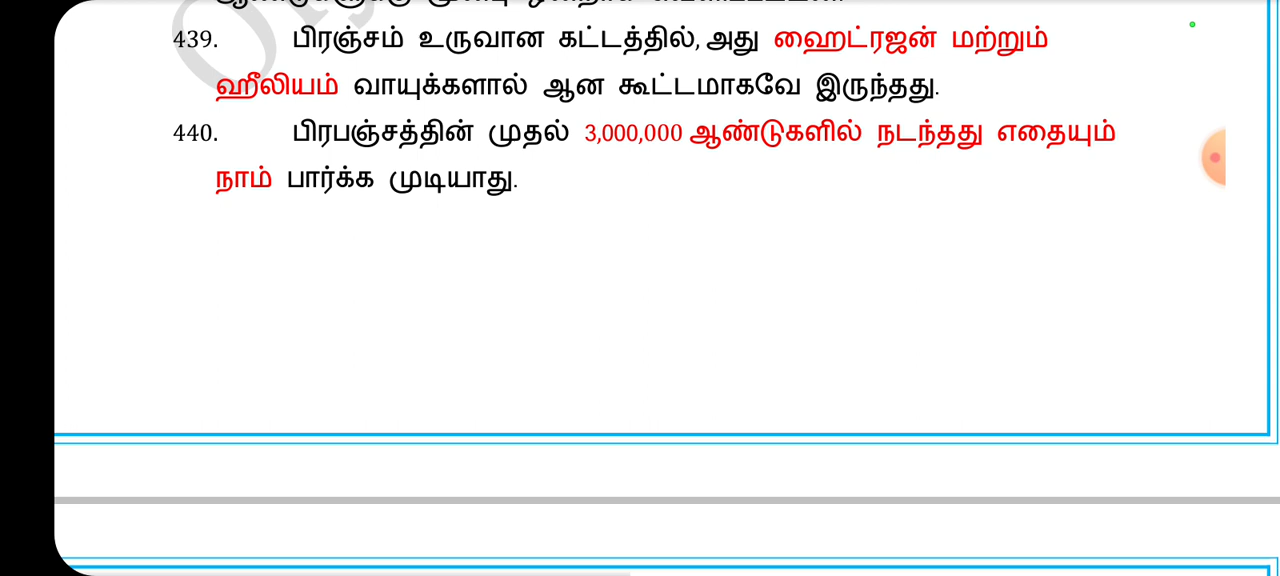 439. பிரஞ்சம் உருவான கட்டத்தில், அது ஹைட்ரஜன் மற்றும்
ஹீலியம் வாயுக்களால் ஆன கூட்டமாகவே இருந்தது.
440. பிரபஞ்சத்தின் முதல் 3,000,000 ஆண்டுகளில் நடந்தது எதையும்
நாம் பார்க்க முடியாது.